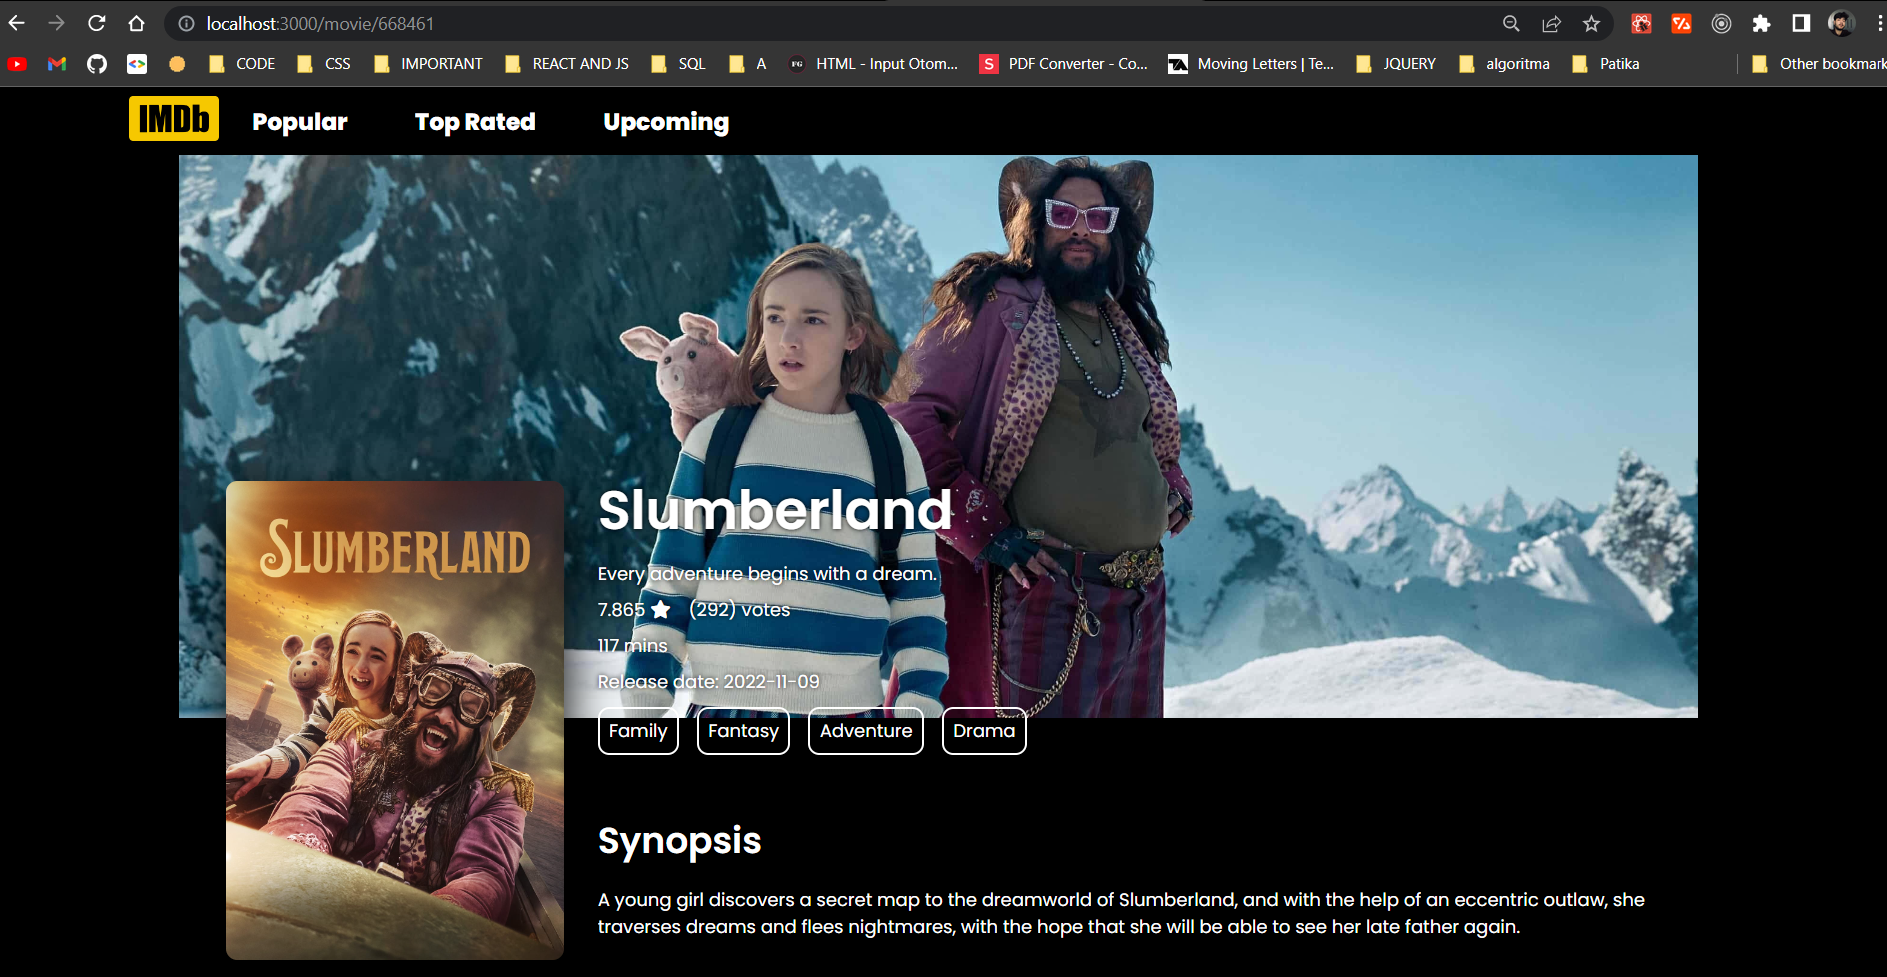 localhost:3000/movie/668461
CODE CSS IMPORTANT REACT AND JS SQL A FG HTML - Input Otom... S PDF Converter - Co... Moving Letters | Te... JQUERY algoritma Patika Other bookmark
IMDb Popular Top Rated Upcoming
Slumberland
Every adventure begins with a dream.
7.865 (292) votes
117 mins
Release date: 2022-11-09
Family Fantasy Adventure Drama
SLUMBERLAND
Synopsis
A young girl discovers a secret map to the dreamworld of Slumberland, and with the help of an eccentric outlaw, she
traverses dreams and flees nightmares, with the hope that she will be able to see her late father again.